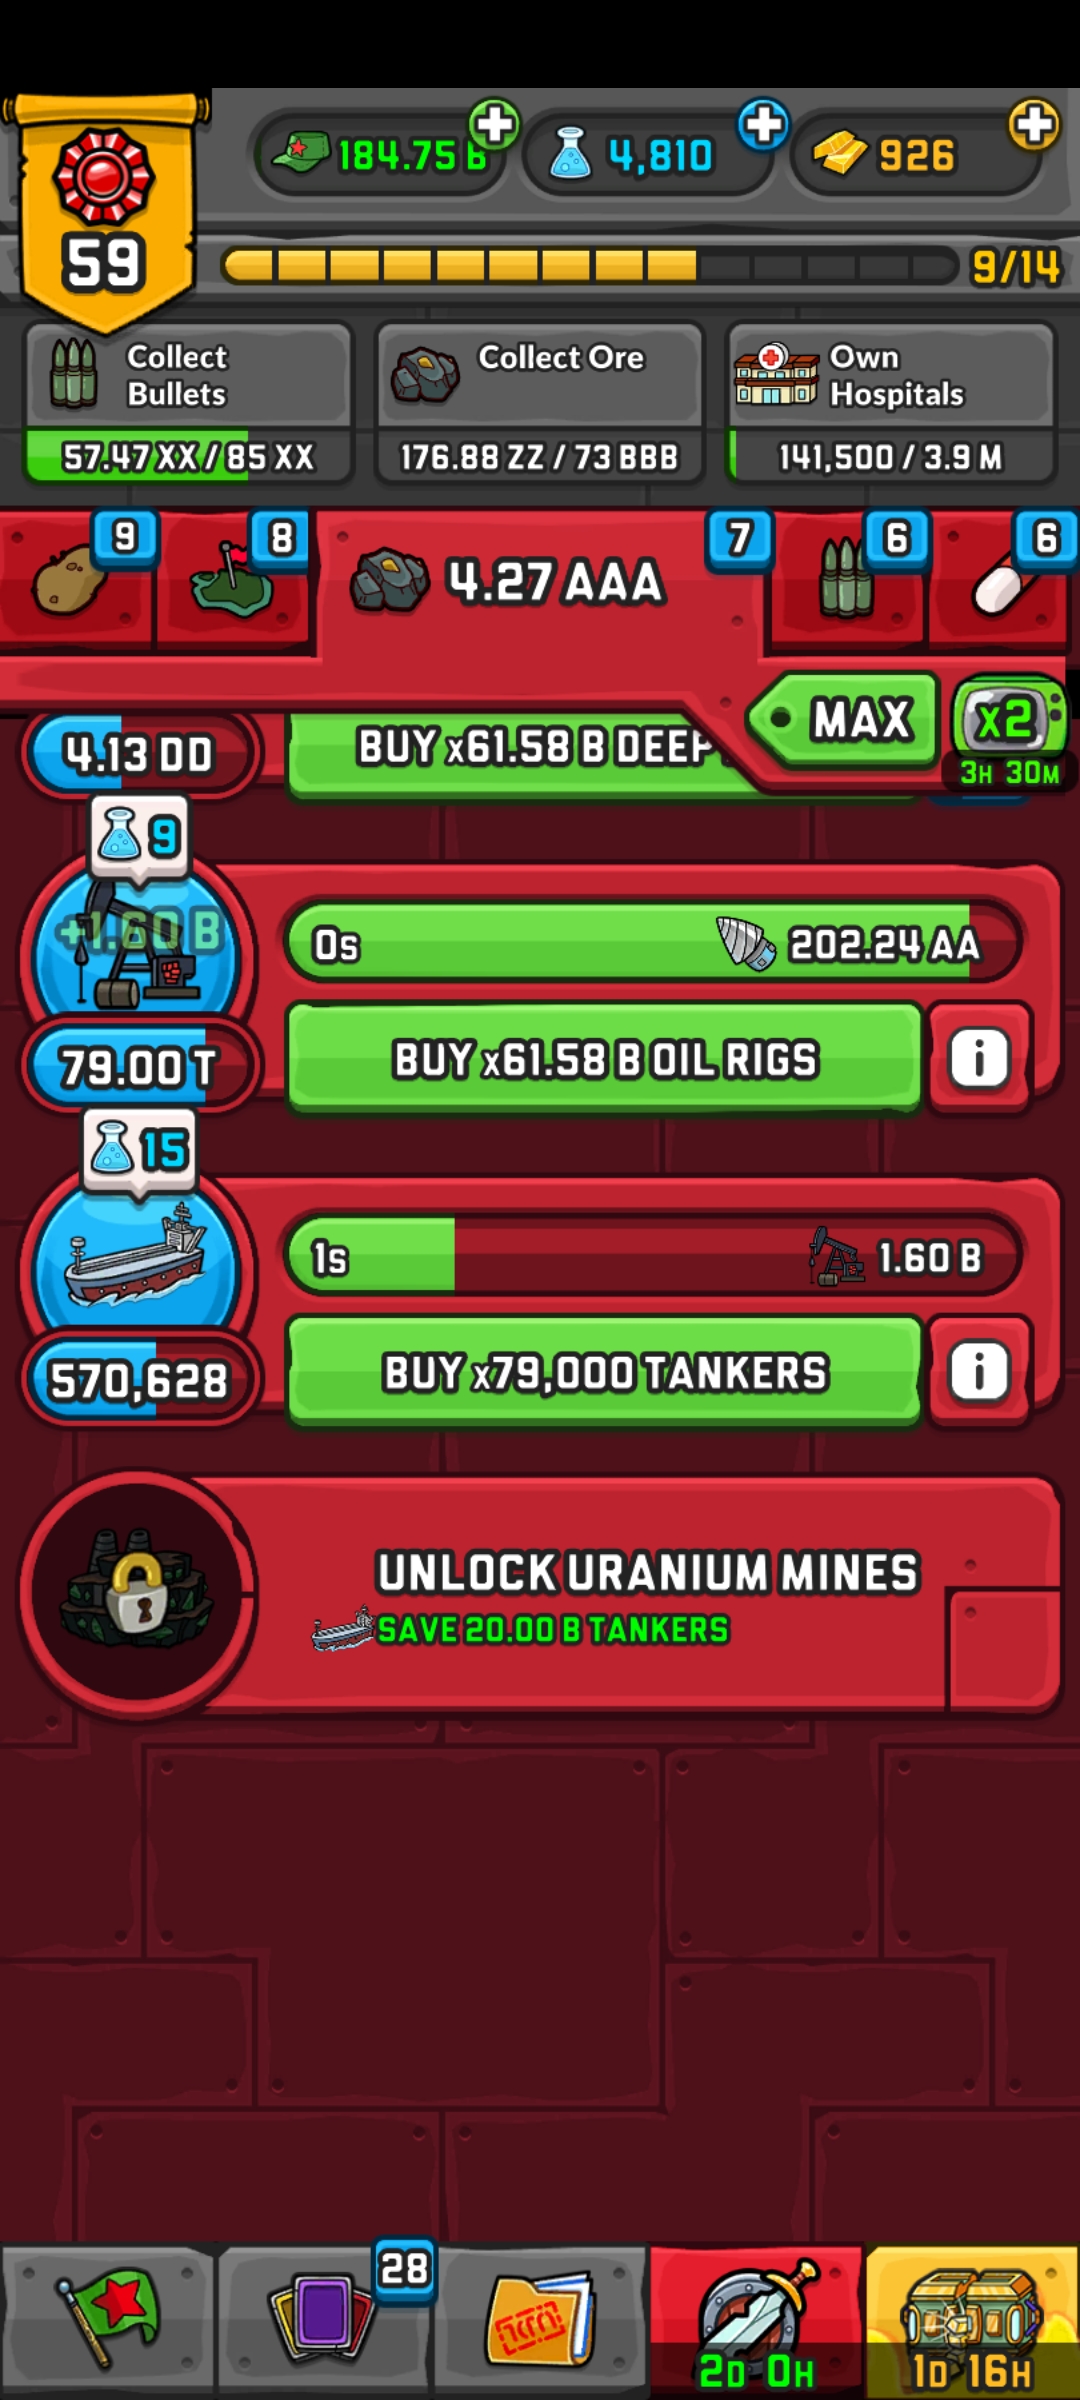 184.75 B
4,810
926
59
9/14
Collect
Bullets
57.47 XX / 85 XX
Collect Ore
176.88 ZZ / 73 BBB
Own
Hospitals
141,500 / 3.9 M
9
8
4.27 AAA
7
6
6
MAX
x2
3H 30M
4.13 DD
BUY x61.58 B DEEP
9
+1.60 B
0s
202.24 AA
79.00 T
BUY x61.58 B OIL RIGS
i
15
1s
1.60 B
570,628
BUY x79,000 TANKERS
i
UNLOCK URANIUM MINES
SAVE 20.00 B TANKERS
28
2D 0H
1D 16H